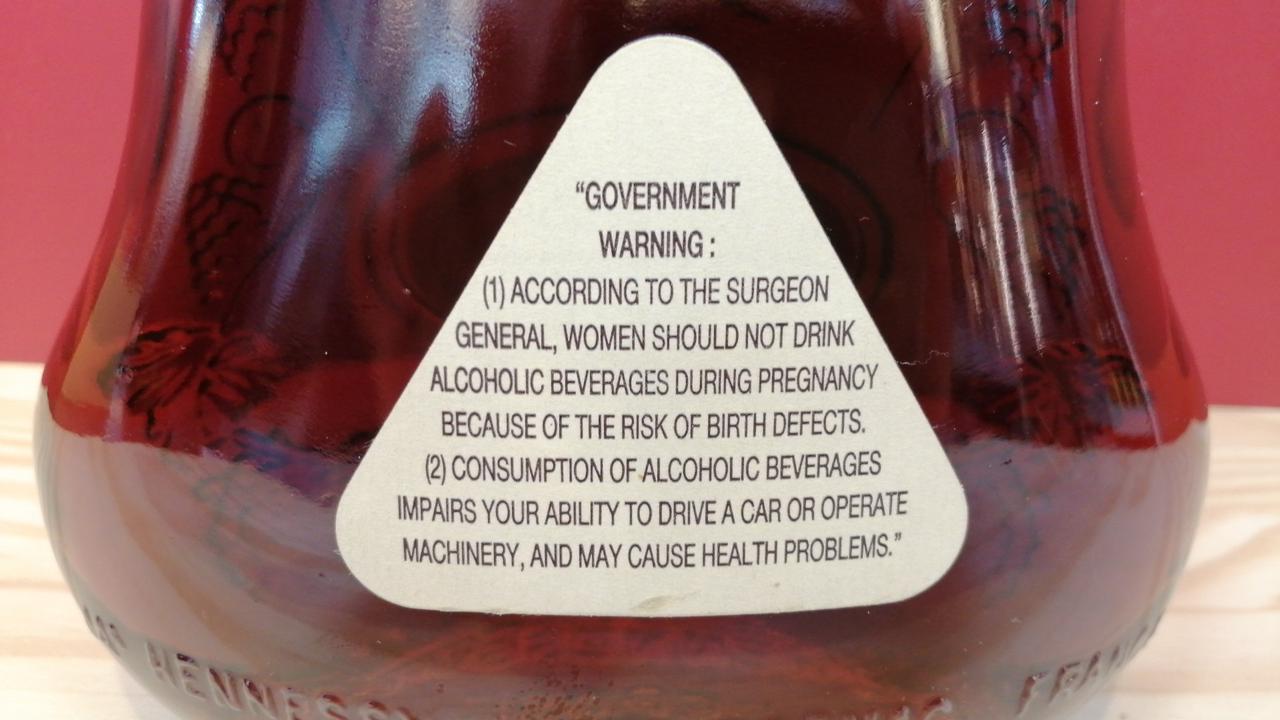 “GOVERNMENT
WARNING :
(1) ACCORDING TO THE SURGEON
GENERAL, WOMEN SHOULD NOT DRINK
ALCOHOLIC BEVERAGES DURING PREGNANCY
BECAUSE OF THE RISK OF BIRTH DEFECTS.
(2) CONSUMPTION OF ALCOHOLIC BEVERAGES
IMPAIRS YOUR ABILITY TO DRIVE A CAR OR OPERATE
MACHINERY, AND MAY CAUSE HEALTH PROBLEMS.”
HENNESSY